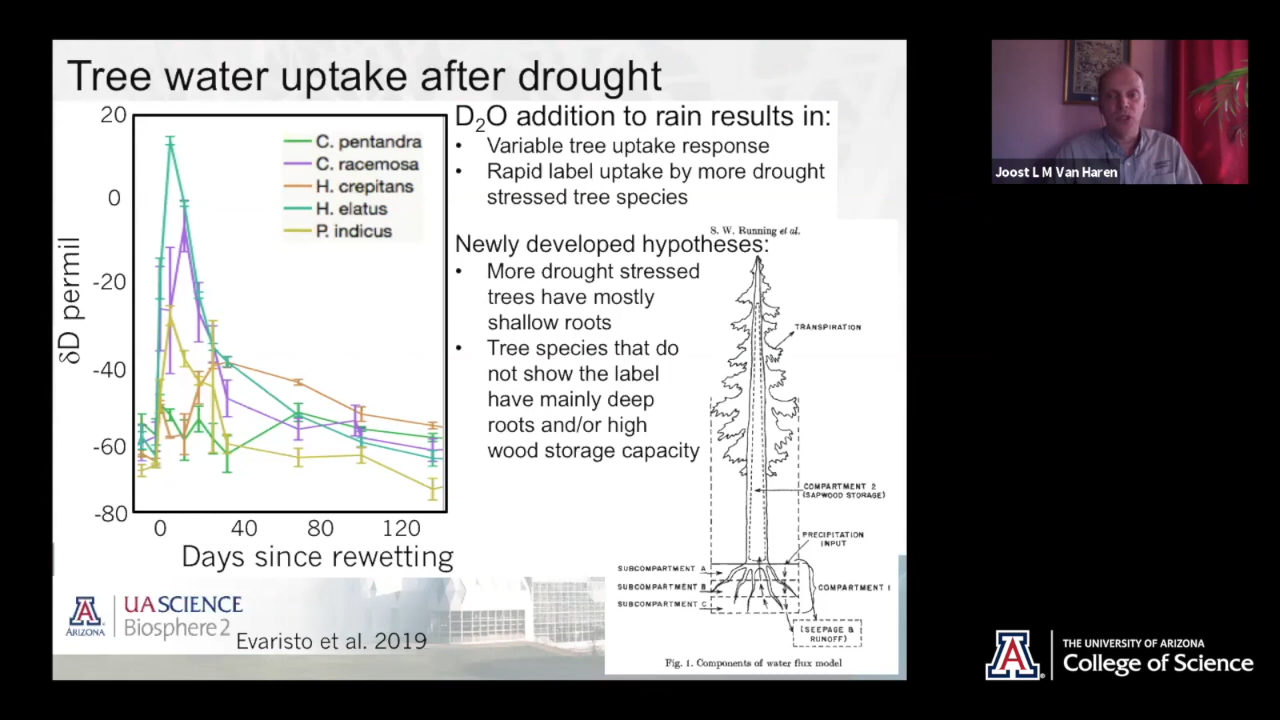 Tree water uptake after drought
20
0
-20
-40
-60
-80
δD permil
C. pentandra
C. racemosa
H. crepitans
H. elatus
P. indicus
0 40 80 120
Days since rewetting
D2O addition to rain results in:
• Variable tree uptake response
• Rapid label uptake by more drought
stressed tree species
Newly developed hypotheses:
• More drought stressed
trees have mostly
shallow roots
• Tree species that do
not show the label
have mainly deep
roots and/or high
wood storage capacity
S. W. Running et al.
TRANSPIRATION
COMPARTMENT 2
(SAPWOOD STORAGE)
PRECIPITATION
INPUT
SUBCOMPARTMENT A
SUBCOMPARTMENT B
SUBCOMPARTMENT C
COMPARTMENT I
(SEEPAGE &
RUNOFF)
Fig. 1. Components of water flux model
A
ARIZONA
UASCIENCE
Biosphere2
Evaristo et al. 2019
Joost L M Van Haren
A
THE UNIVERSITY OF ARIZONA
College of Science